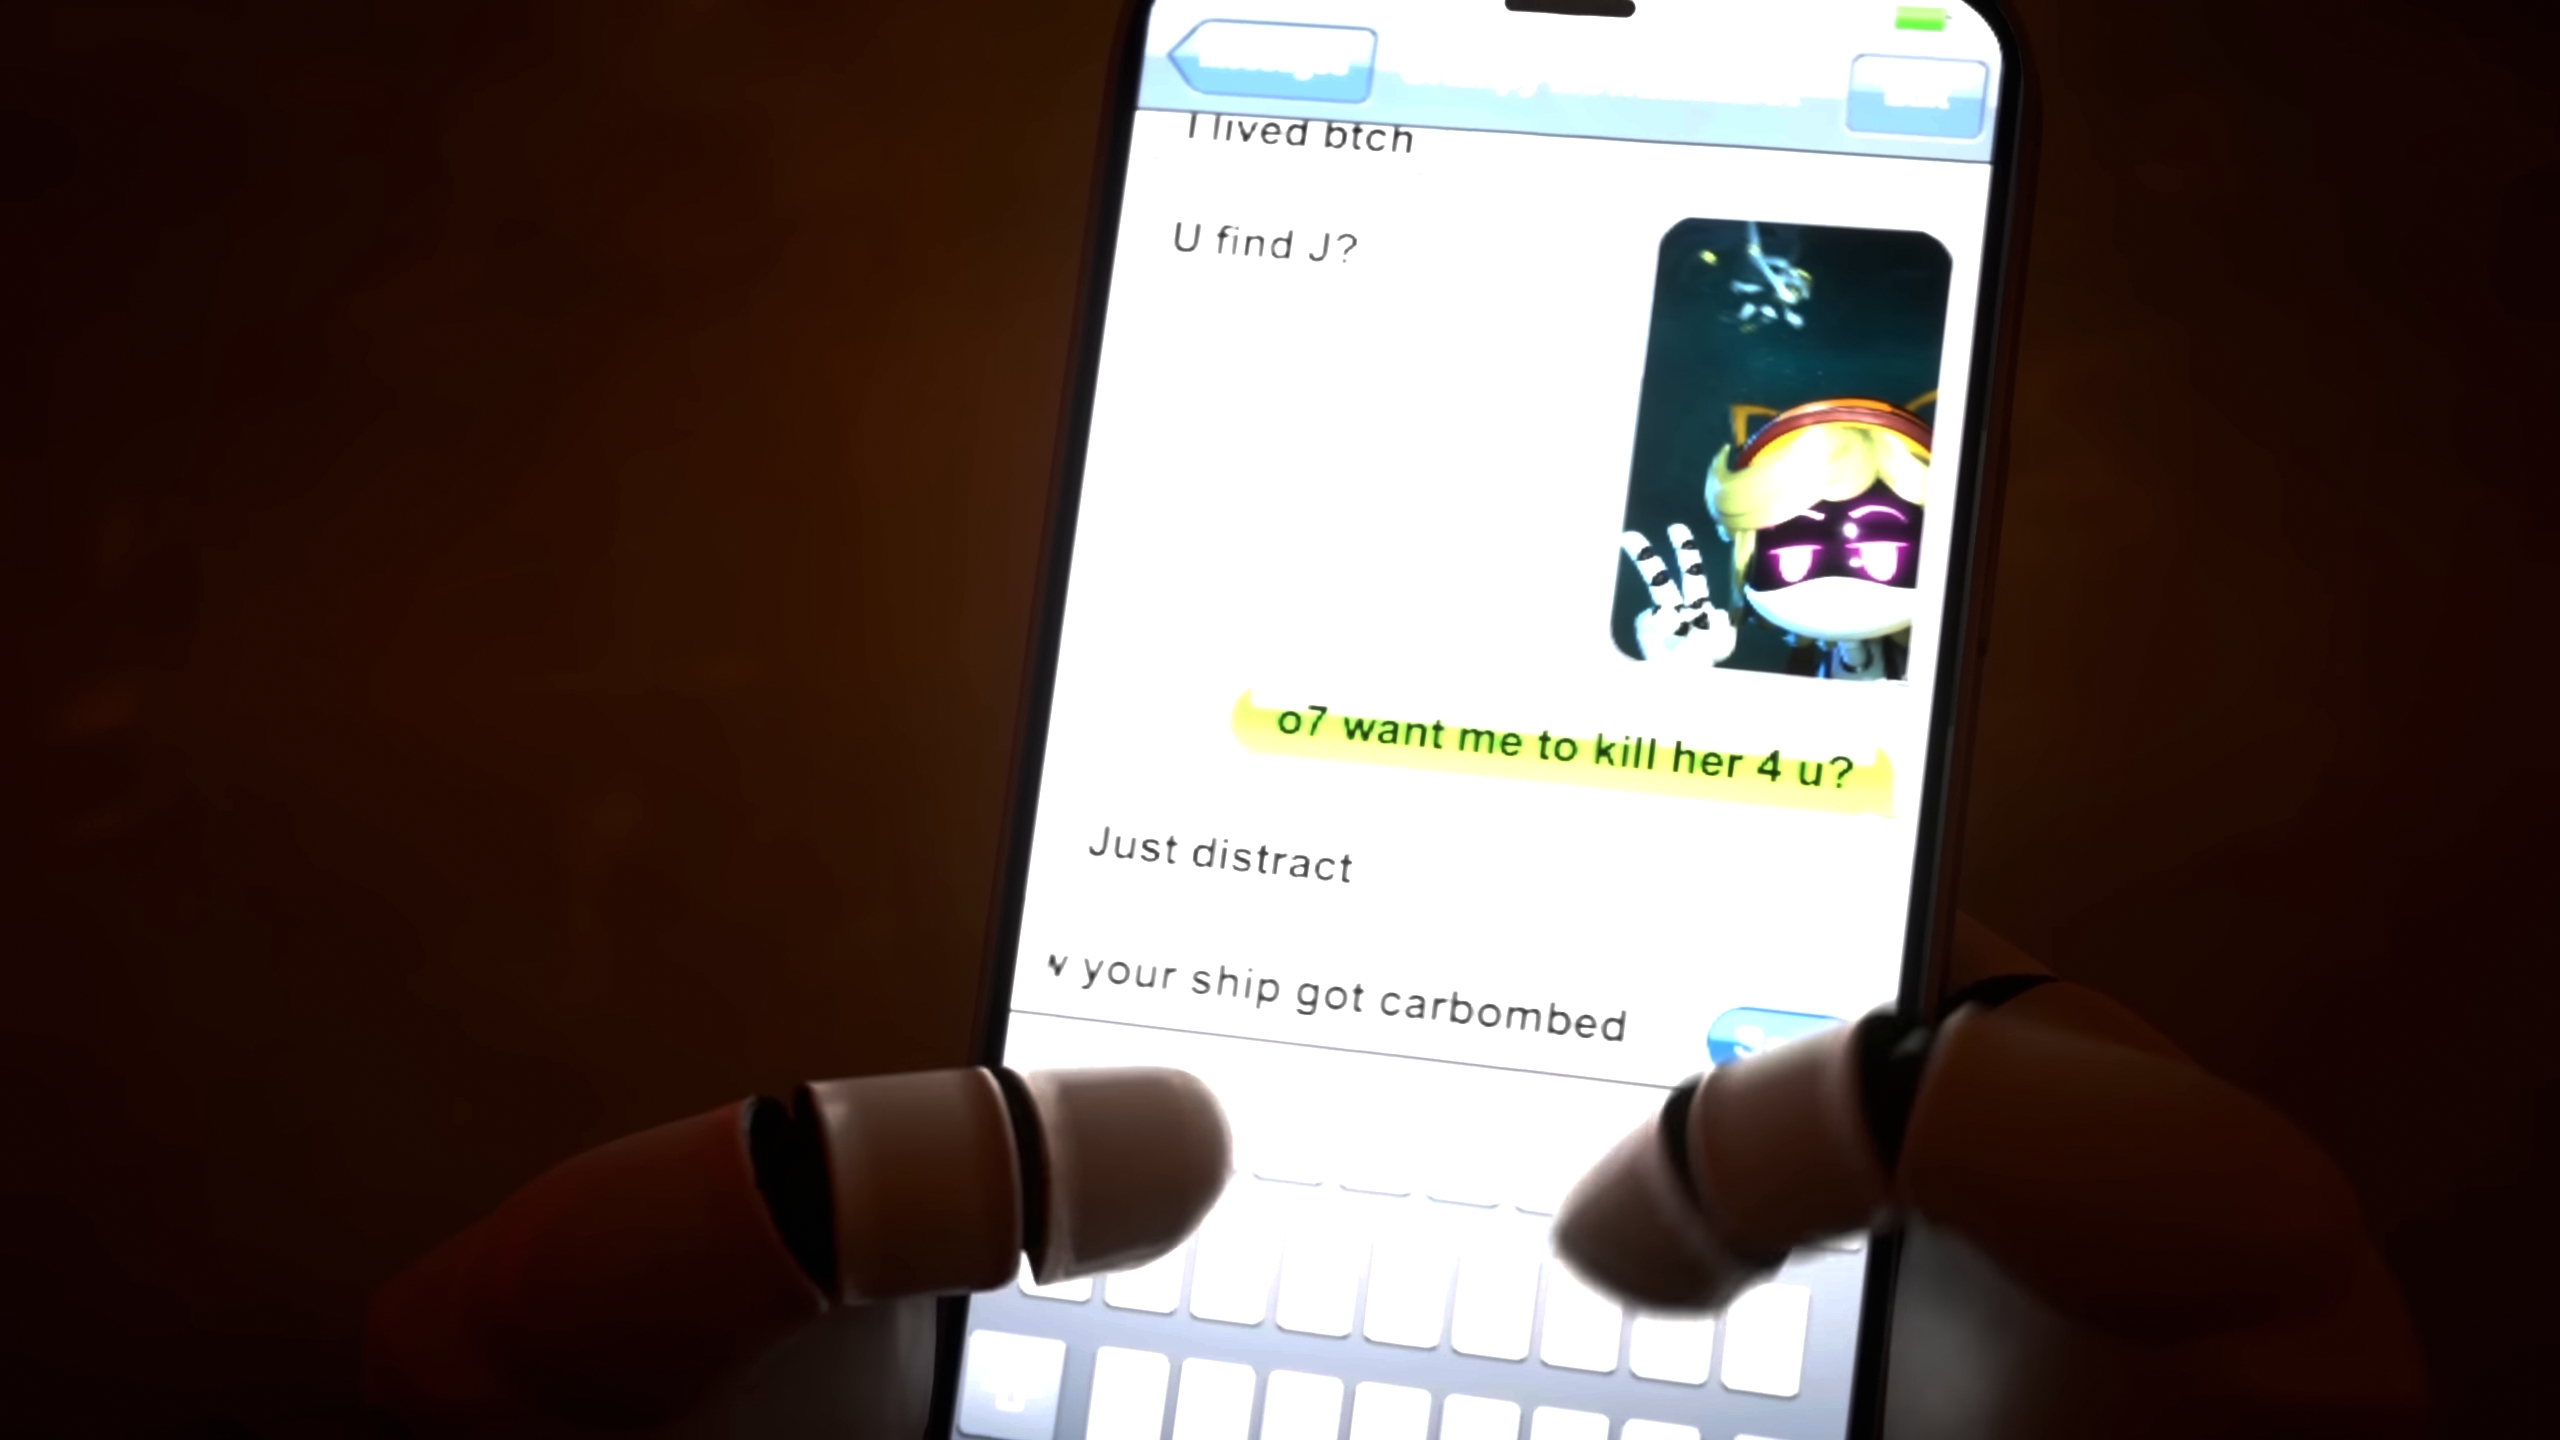 I lived btch
U find J?
o7 want me to kill her 4 u?
Just distract
your ship got carbombed